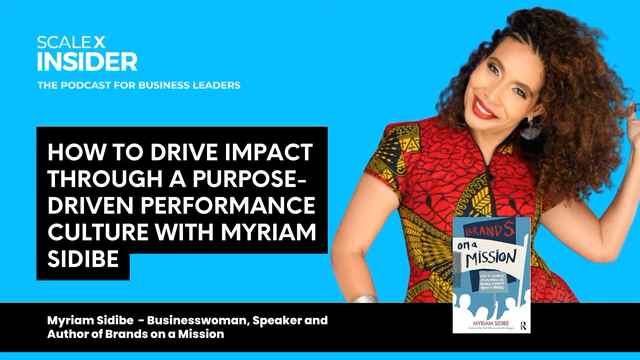 SCALE X
INSIDER
THE PODCAST FOR BUSINESS LEADERS
HOW TO DRIVE IMPACT
THROUGH A PURPOSE-
DRIVEN PERFORMANCE
CULTURE WITH MYRIAM
SIDIBE
BRANDS
on a
MISSION
MYRIAM SIDIBE
R
Myriam Sidibe - Businesswoman, Speaker and
Author of Brands on a Mission